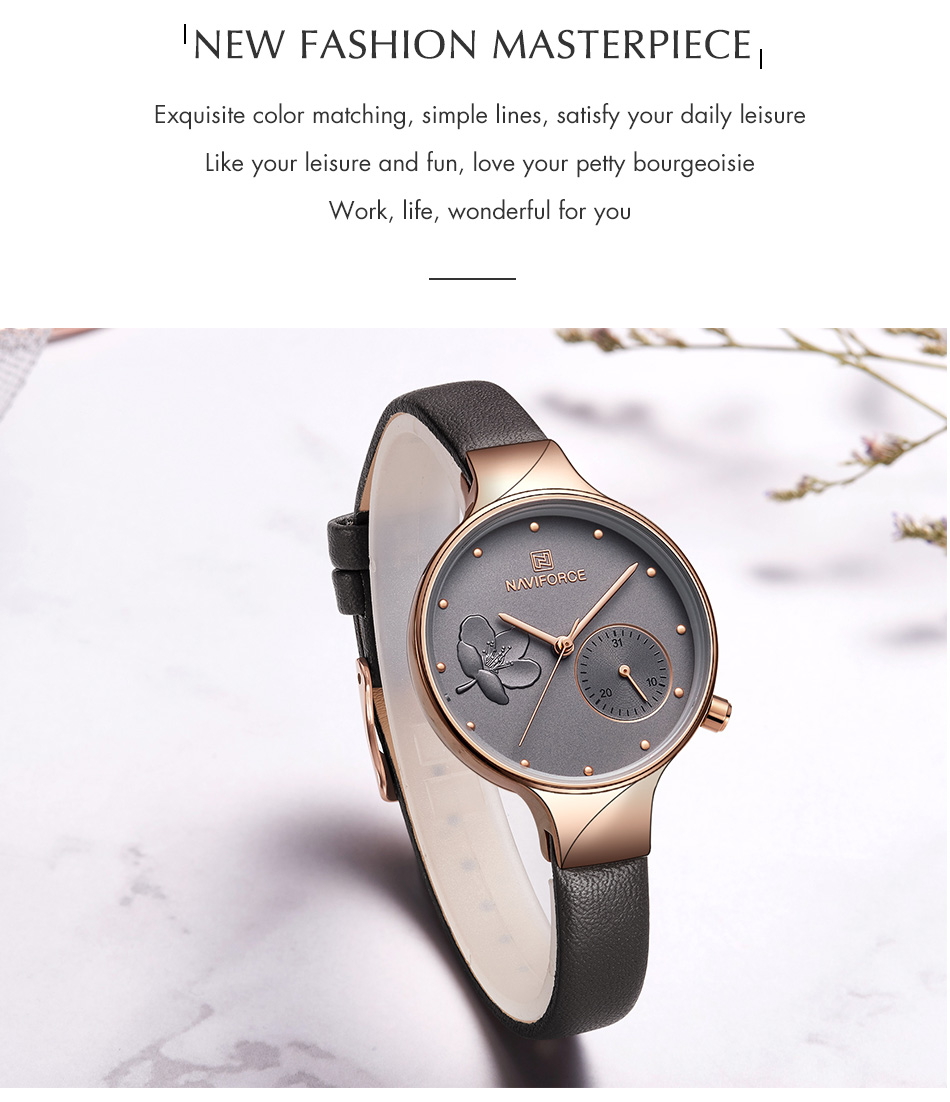 NEW FASHION MASTERPIECE
Exquisite color matching, simple lines, satisfy your daily leisure
Like your leisure and fun, love your petty bourgeoisie
Work, life, wonderful for you
NAVIFORCE
31
10
20